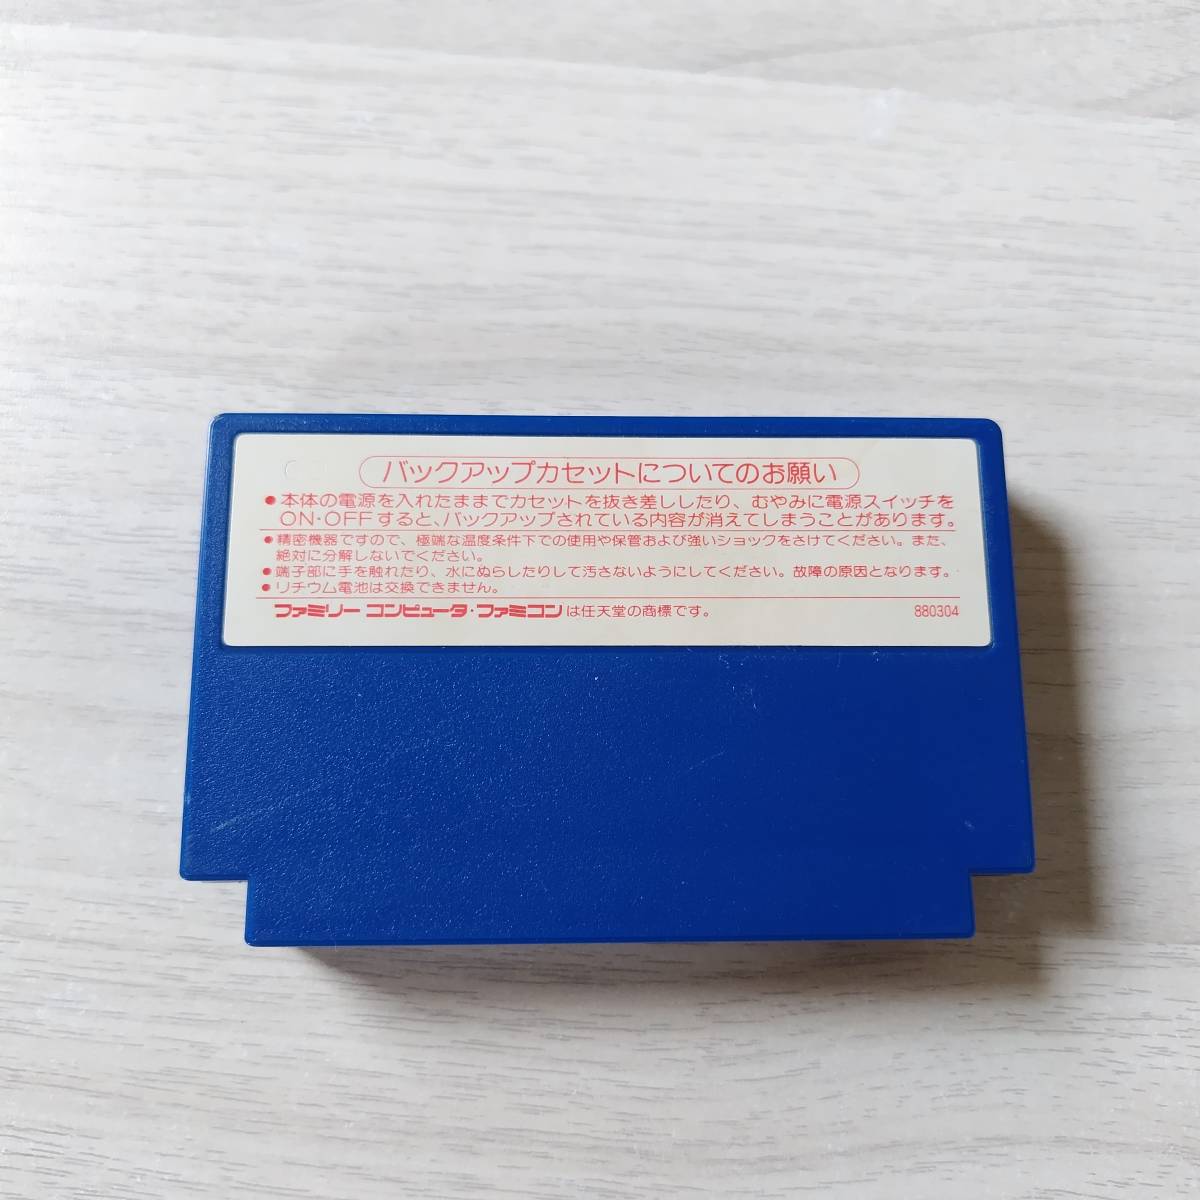 バックアップカセットについてのお願い
●本体の電源を入れたままでカセットを抜き差ししたり、むやみに電源スイッチを
ON・OFFすると、バックアップされている内容が消えてしまうことがあります。
●精密機器ですので、極端な温度条件下での使用や保管および強いショックをさけてください。また、
絶対に分解しないでください。
●端子部に手を触れたり、水にぬらしたりして汚さないようにしてください。故障の原因となります。
●リチウム電池は交換できません。
ファミリー コンピュータ・ファミコンは任天堂の商標です。 880304